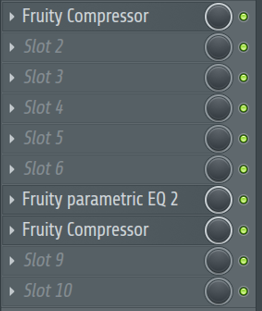 Fruity Compressor
Slot 2
Slot 3
Slot 4
Slot 5
Slot 6
Fruity parametric EQ 2
Fruity Compressor
Slot 9
Slot 10